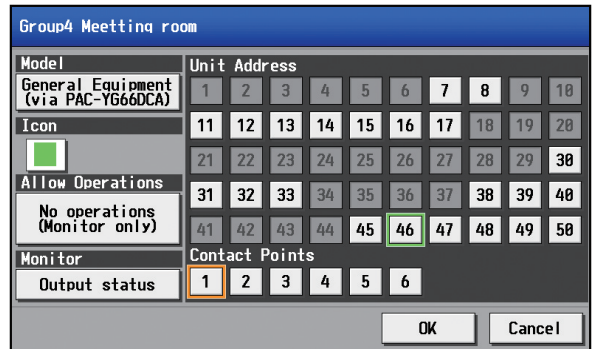 Group4 Meetting room
Model
General Equipment
(via PAC-YG66DCA)
Icon
Allow Operations
No operations
(Monitor only)
Monitor
Output status
Unit Address
1 2 3 4 5 6 7 8 9 10
11 12 13 14 15 16 17 18 19 20
21 22 23 24 25 26 27 28 29 30
31 32 33 34 35 36 37 38 39 40
41 42 43 44 45 46 47 48 49 50
Contact Points
1 2 3 4 5 6
OK Cancel